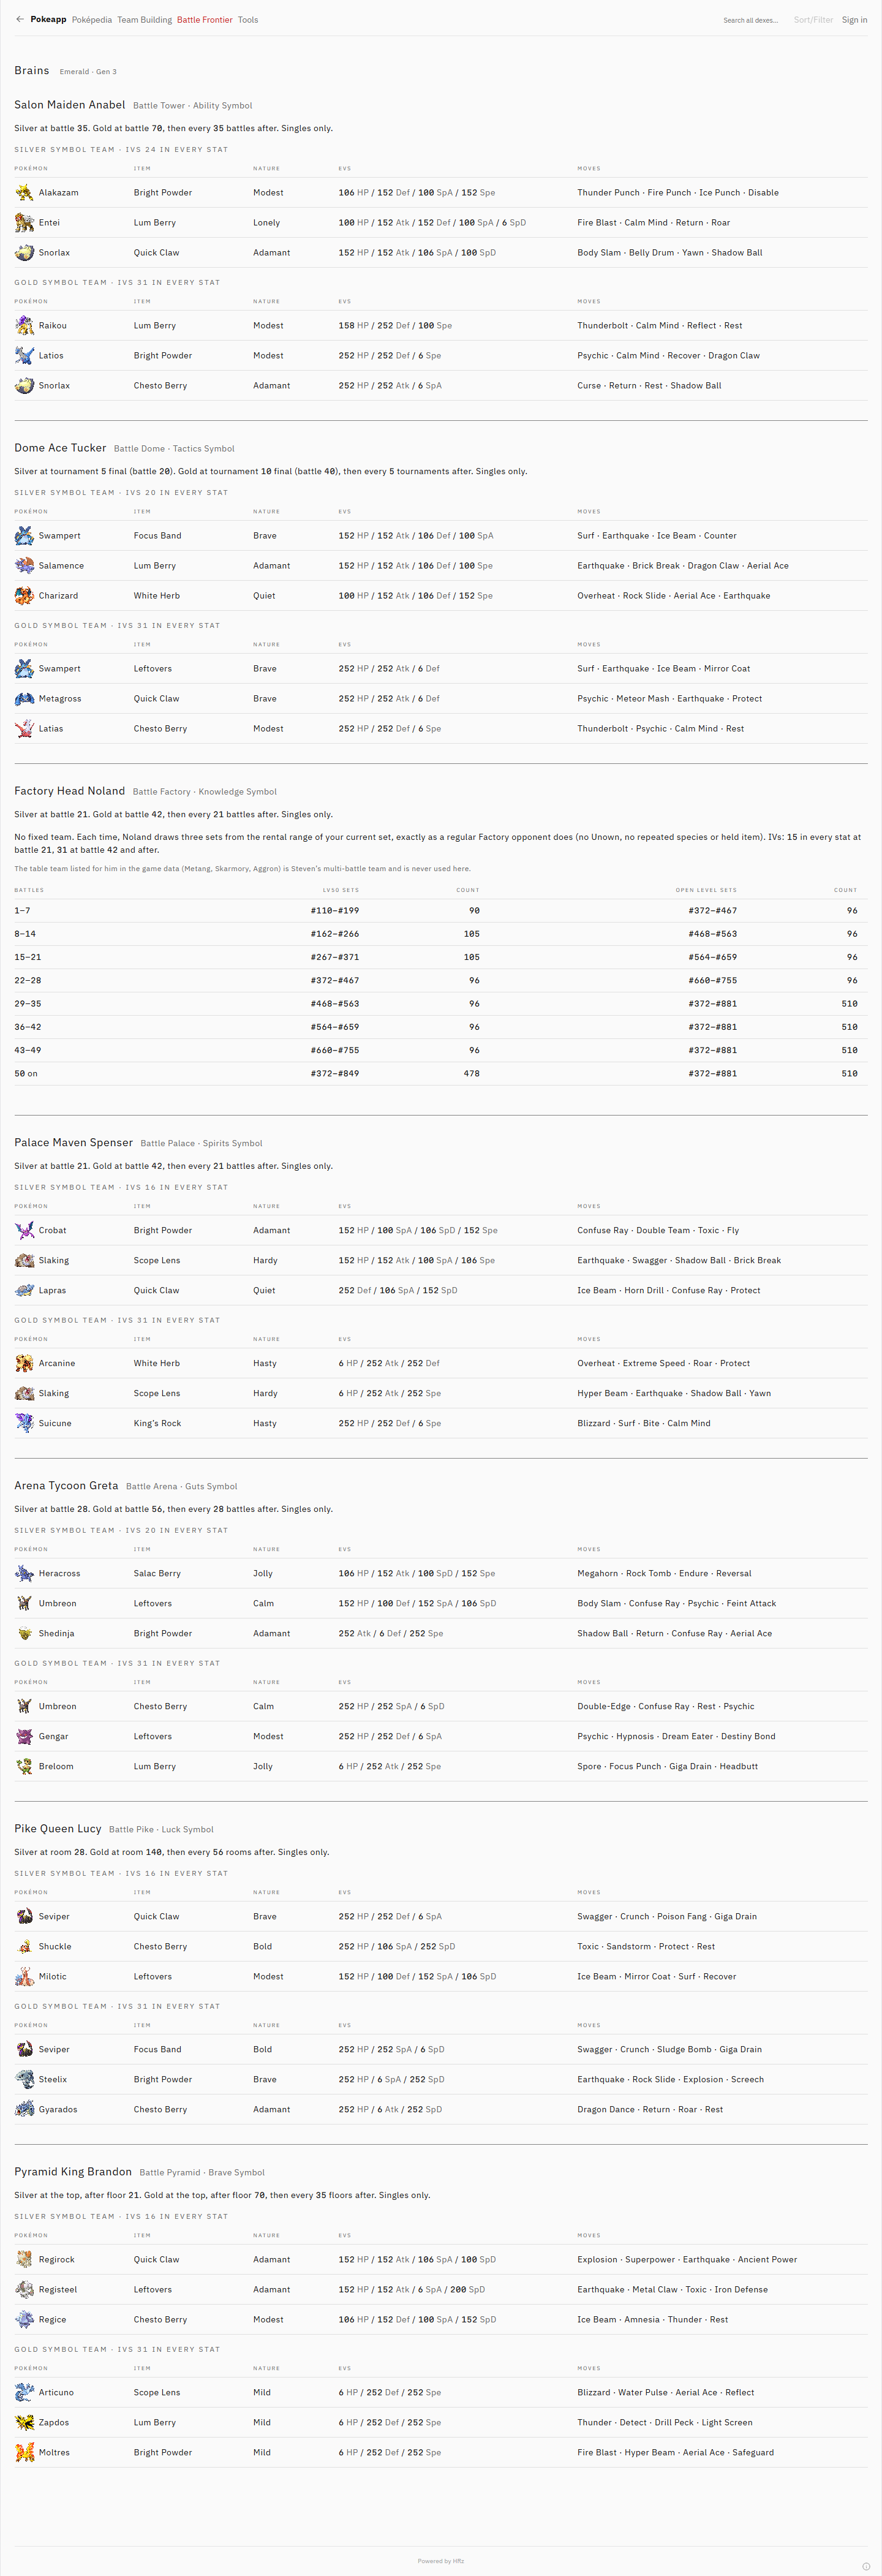 ← Pokeapp Poképedia Team Building Battle Frontier Tools Search all dexes... Sort/Filter Sign in
Brains Emerald · Gen 3
Salon Maiden Anabel Battle Tower · Ability Symbol
Silver at battle 35. Gold at battle 70, then every 35 battles after. Singles only.
SILVER SYMBOL TEAM · IVS 24 IN EVERY STAT
POKÉMON ITEM NATURE EVS MOVES
Alakazam Bright Powder Modest 106 HP / 152 Def / 100 SpA / 152 Spe Thunder Punch · Fire Punch · Ice Punch · Disable
Entei Lum Berry Lonely 100 HP / 152 Atk / 152 Def / 100 SpA / 6 SpD Fire Blast · Calm Mind · Return · Roar
Snorlax Quick Claw Adamant 152 HP / 152 Atk / 106 SpA / 100 SpD Body Slam · Belly Drum · Yawn · Shadow Ball
GOLD SYMBOL TEAM · IVS 31 IN EVERY STAT
POKÉMON ITEM NATURE EVS MOVES
Raikou Lum Berry Modest 158 HP / 252 Def / 100 Spe Thunderbolt · Calm Mind · Reflect · Rest
Latios Bright Powder Modest 252 HP / 252 Def / 6 Spe Psychic · Calm Mind · Recover · Dragon Claw
Snorlax Chesto Berry Adamant 252 HP / 252 Atk / 6 SpA Curse · Return · Rest · Shadow Ball
Dome Ace Tucker Battle Dome · Tactics Symbol
Silver at tournament 5 final (battle 20). Gold at tournament 10 final (battle 40), then every 5 tournaments after. Singles only.
SILVER SYMBOL TEAM · IVS 20 IN EVERY STAT
POKÉMON ITEM NATURE EVS MOVES
Swampert Focus Band Brave 152 HP / 152 Atk / 106 Def / 100 SpA Surf · Earthquake · Ice Beam · Counter
Salamence Lum Berry Adamant 152 HP / 152 Atk / 106 Def / 100 Spe Earthquake · Brick Break · Dragon Claw · Aerial Ace
Charizard White Herb Quiet 100 HP / 152 Atk / 106 Def / 152 Spe Overheat · Rock Slide · Aerial Ace · Earthquake
GOLD SYMBOL TEAM · IVS 31 IN EVERY STAT
POKÉMON ITEM NATURE EVS MOVES
Swampert Leftovers Brave 252 HP / 252 Atk / 6 Def Surf · Earthquake · Ice Beam · Mirror Coat
Metagross Quick Claw Brave 252 HP / 252 Atk / 6 Def Psychic · Meteor Mash · Earthquake · Protect
Latias Chesto Berry Modest 252 HP / 252 Def / 6 Spe Thunderbolt · Psychic · Calm Mind · Rest
Factory Head Noland Battle Factory · Knowledge Symbol
Silver at battle 21. Gold at battle 42, then every 21 battles after. Singles only.
No fixed team. Each time, Noland draws three sets from the rental range of your current set, exactly as a regular Factory opponent does (no Unown, no repeated species or held item). IVs: 15 in every stat at
battle 21, 31 at battle 42 and after.
The table team listed for him in the game data (Metang, Skarmory, Aggron) is Steven's multi-battle team and is never used here.
BATTLES LV50 SETS COUNT OPEN LEVEL SETS COUNT
1–7 #110–#199 90 #372–#467 96
8–14 #162–#266 105 #468–#563 96
15–21 #267–#371 105 #564–#659 96
22–28 #372–#467 96 #660–#755 96
29–35 #468–#563 96 #372–#881 510
36–42 #564–#659 96 #372–#881 510
43–49 #660–#755 96 #372–#881 510
50 on #372–#849 478 #372–#881 510
Palace Maven Spenser Battle Palace · Spirits Symbol
Silver at battle 21. Gold at battle 42, then every 21 battles after. Singles only.
SILVER SYMBOL TEAM · IVS 16 IN EVERY STAT
POKÉMON ITEM NATURE EVS MOVES
Crobat Bright Powder Adamant 152 HP / 100 SpA / 106 SpD / 152 Spe Confuse Ray · Double Team · Toxic · Fly
Slaking Scope Lens Hardy 152 HP / 152 Atk / 100 SpA / 106 Spe Earthquake · Swagger · Shadow Ball · Brick Break
Lapras Quick Claw Quiet 252 Def / 106 SpA / 152 SpD Ice Beam · Horn Drill · Confuse Ray · Protect
GOLD SYMBOL TEAM · IVS 31 IN EVERY STAT
POKÉMON ITEM NATURE EVS MOVES
Arcanine White Herb Hasty 6 HP / 252 Atk / 252 Def Overheat · Extreme Speed · Roar · Protect
Slaking Scope Lens Hardy 6 HP / 252 Atk / 252 Spe Hyper Beam · Earthquake · Shadow Ball · Yawn
Suicune King's Rock Hasty 252 HP / 252 Def / 6 Spe Blizzard · Surf · Bite · Calm Mind
Arena Tycoon Greta Battle Arena · Guts Symbol
Silver at battle 28. Gold at battle 56, then every 28 battles after. Singles only.
SILVER SYMBOL TEAM · IVS 20 IN EVERY STAT
POKÉMON ITEM NATURE EVS MOVES
Heracross Salac Berry Jolly 106 HP / 152 Atk / 100 SpD / 152 Spe Megahorn · Rock Tomb · Endure · Reversal
Umbreon Leftovers Calm 152 HP / 100 Def / 152 SpA / 106 SpD Body Slam · Confuse Ray · Psychic · Feint Attack
Shedinja Bright Powder Adamant 252 Atk / 6 Def / 252 Spe Shadow Ball · Return · Confuse Ray · Aerial Ace
GOLD SYMBOL TEAM · IVS 31 IN EVERY STAT
POKÉMON ITEM NATURE EVS MOVES
Umbreon Chesto Berry Calm 252 HP / 252 SpA / 6 SpD Double-Edge · Confuse Ray · Rest · Psychic
Gengar Leftovers Modest 252 HP / 252 Def / 6 SpA Psychic · Hypnosis · Dream Eater · Destiny Bond
Breloom Lum Berry Jolly 6 HP / 252 Atk / 252 Spe Spore · Focus Punch · Giga Drain · Headbutt
Pike Queen Lucy Battle Pike · Luck Symbol
Silver at room 28. Gold at room 140, then every 56 rooms after. Singles only.
SILVER SYMBOL TEAM · IVS 16 IN EVERY STAT
POKÉMON ITEM NATURE EVS MOVES
Seviper Quick Claw Brave 252 HP / 252 Def / 6 SpA Swagger · Crunch · Poison Fang · Giga Drain
Shuckle Chesto Berry Bold 252 HP / 106 SpA / 252 SpD Toxic · Sandstorm · Protect · Rest
Milotic Leftovers Modest 152 HP / 100 Def / 152 SpA / 106 SpD Ice Beam · Mirror Coat · Surf · Recover
GOLD SYMBOL TEAM · IVS 31 IN EVERY STAT
POKÉMON ITEM NATURE EVS MOVES
Seviper Focus Band Bold 252 HP / 252 SpA / 6 SpD Swagger · Crunch · Sludge Bomb · Giga Drain
Steelix Bright Powder Brave 252 HP / 6 SpA / 252 SpD Earthquake · Rock Slide · Explosion · Screech
Gyarados Chesto Berry Adamant 252 HP / 6 Atk / 252 SpD Dragon Dance · Return · Roar · Rest
Pyramid King Brandon Battle Pyramid · Brave Symbol
Silver at the top, after floor 21. Gold at the top, after floor 70, then every 35 floors after. Singles only.
SILVER SYMBOL TEAM · IVS 16 IN EVERY STAT
POKÉMON ITEM NATURE EVS MOVES
Regirock Quick Claw Adamant 152 HP / 152 Atk / 106 SpA / 100 SpD Explosion · Superpower · Earthquake · Ancient Power
Registeel Leftovers Adamant 152 HP / 152 Atk / 6 SpA / 200 SpD Earthquake · Metal Claw · Toxic · Iron Defense
Regice Chesto Berry Modest 106 HP / 152 Def / 100 SpA / 152 SpD Ice Beam · Amnesia · Thunder · Rest
GOLD SYMBOL TEAM · IVS 31 IN EVERY STAT
POKÉMON ITEM NATURE EVS MOVES
Articuno Scope Lens Mild 6 HP / 252 Def / 252 Spe Blizzard · Water Pulse · Aerial Ace · Reflect
Zapdos Lum Berry Mild 6 HP / 252 Def / 252 Spe Thunder · Detect · Drill Peck · Light Screen
Moltres Bright Powder Mild 6 HP / 252 Def / 252 Spe Fire Blast · Hyper Beam · Aerial Ace · Safeguard